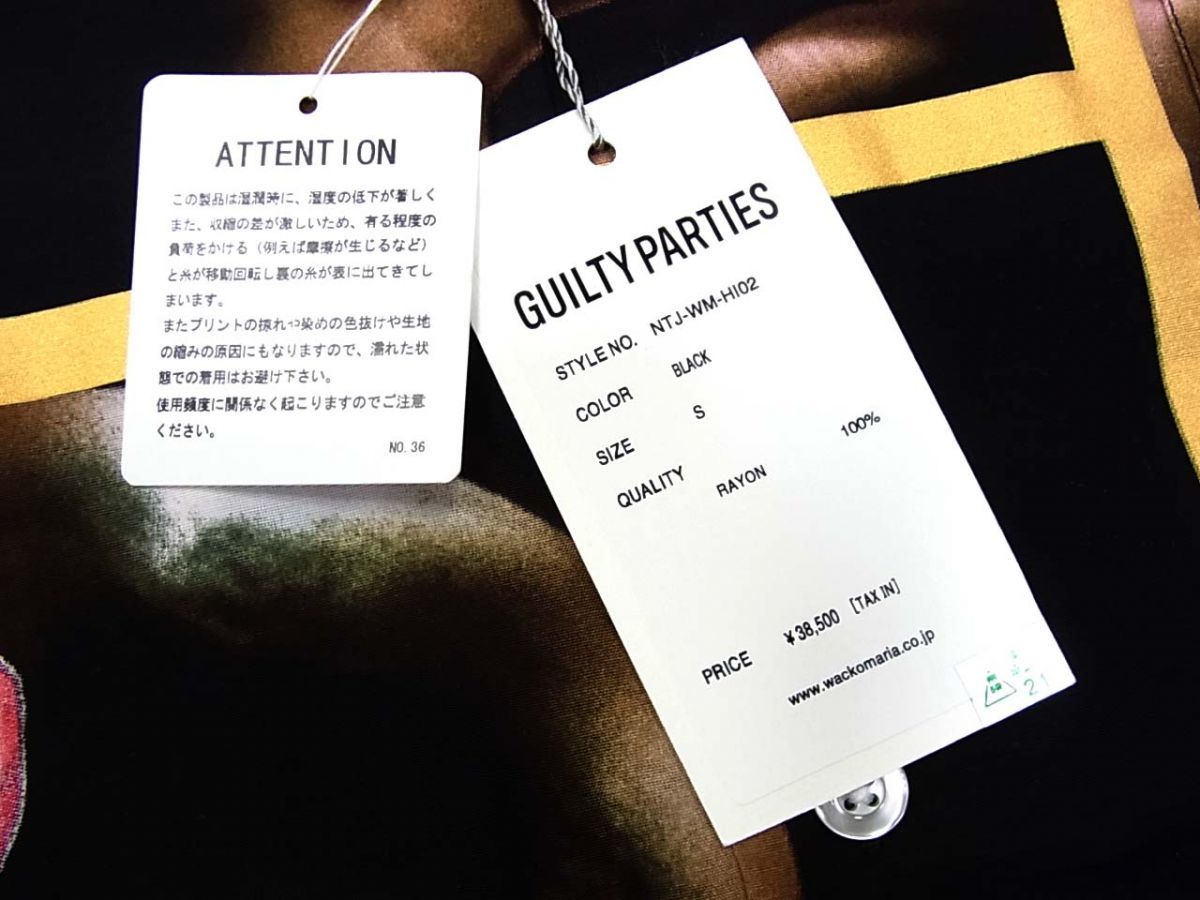 ATTENTION
この製品は湿潤時に、湿度の低下が著しく
また、収縮の差が激しいため、有る程度の
負荷をかける（例えば摩擦が生じるなど）
と糸が移動回転し裏の糸が表に出てきてし
まいます。
またプリントの掠れや染めの色抜けや生地
の縮みの原因にもなりますので、濡れた状
態での着用はお避け下さい。
使用頻度に関係なく起こりますのでご注意
ください。
NO.36
GUILTY PARTIES
STYLE NO. NTJ-WM-HI02
COLOR BLACK
SIZE S
QUALITY RAYON 100%
PRICE ¥38,500 [TAX IN]
www.wackomaria.co.jp
21